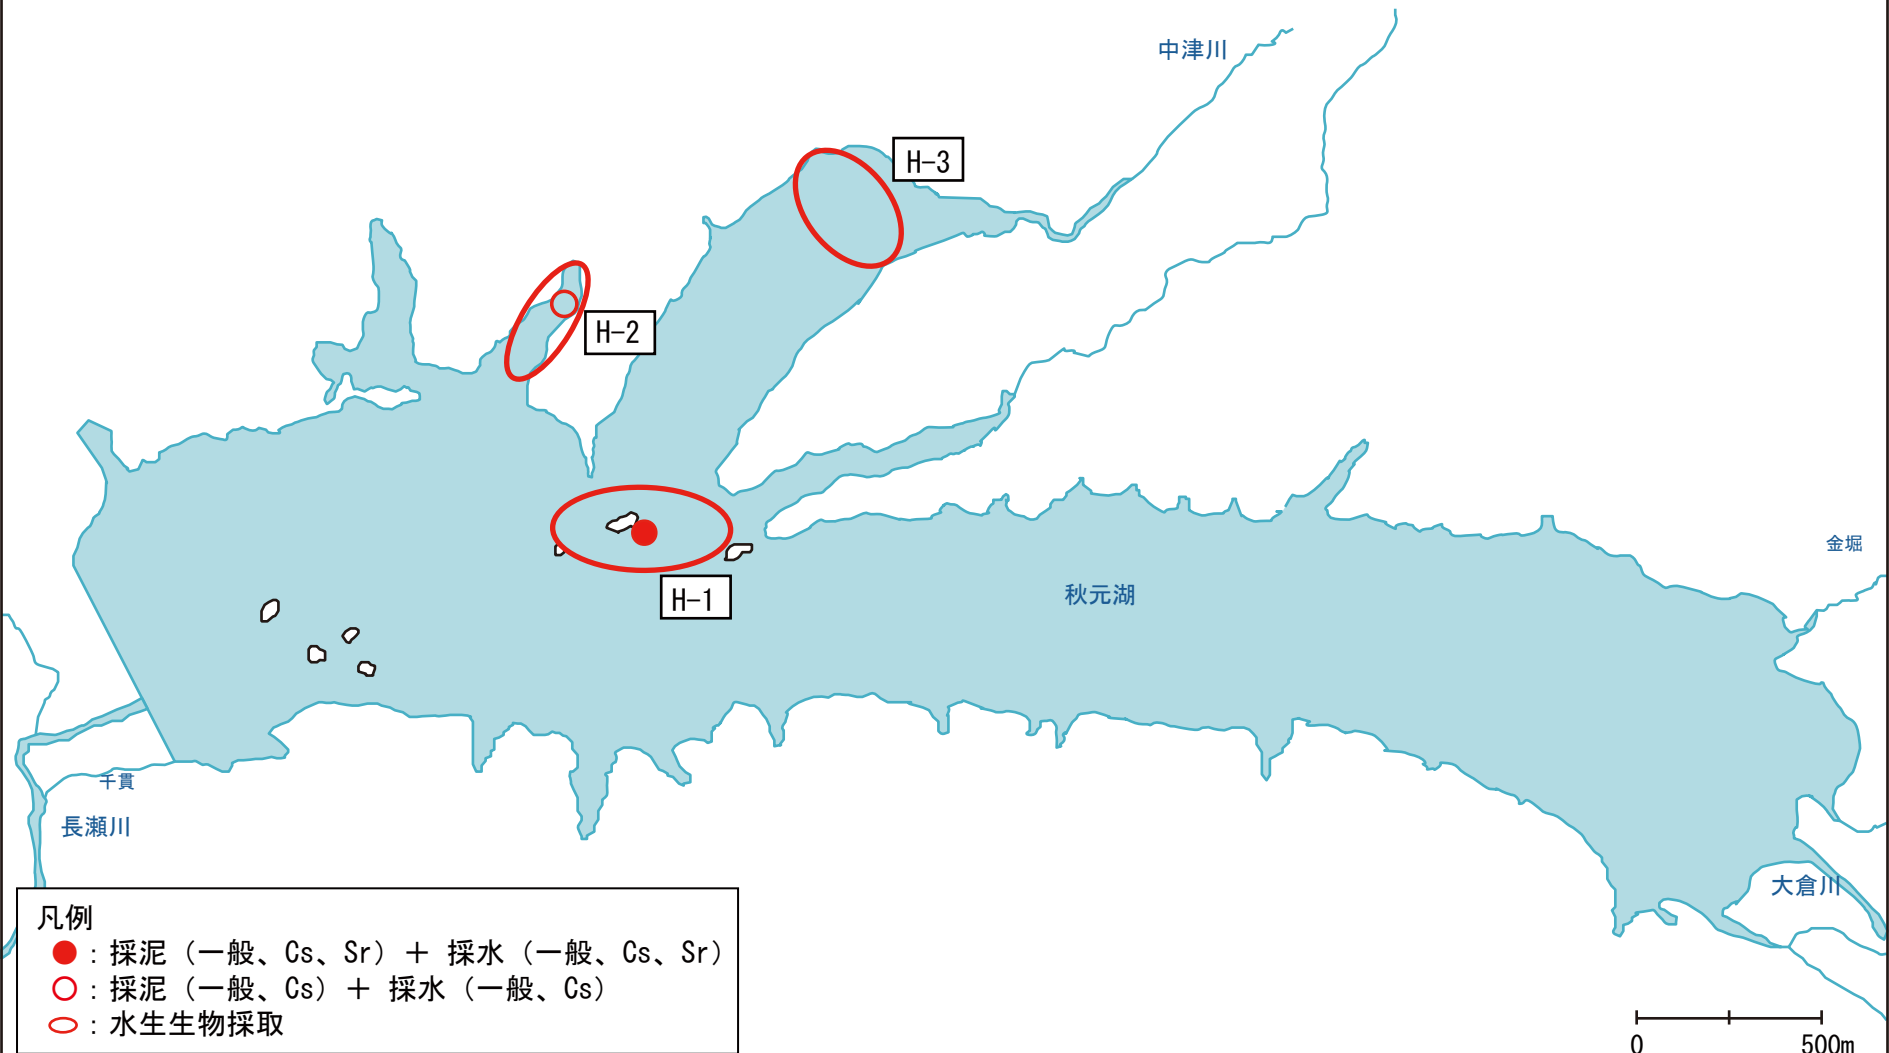 中津川
H-3
H-2
金堀
秋元湖
H-1
千貫
長瀬川
大倉川
凡例
：採泥（一般、Cs、Sr）＋ 採水（一般、Cs、Sr）
：採泥（一般、Cs）＋ 採水（一般、Cs）
：水生生物採取
0 500m